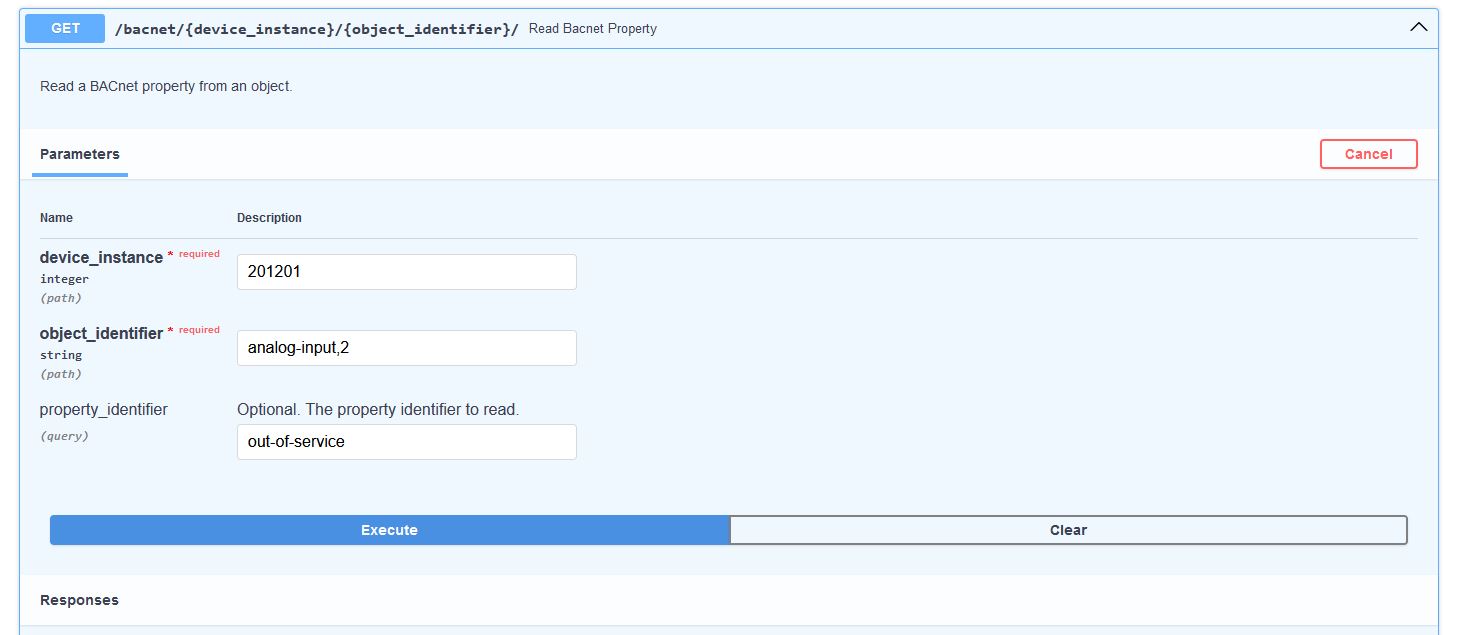 GET /bacnet/{device_instance}/{object_identifier}/ Read Bacnet Property
Read a BACnet property from an object.
Parameters
Cancel
Name Description
device_instance * required
integer
(path)
201201
object_identifier * required
string
(path)
analog-input,2
property_identifier
(query)
Optional. The property identifier to read.
out-of-service
Execute Clear
Responses